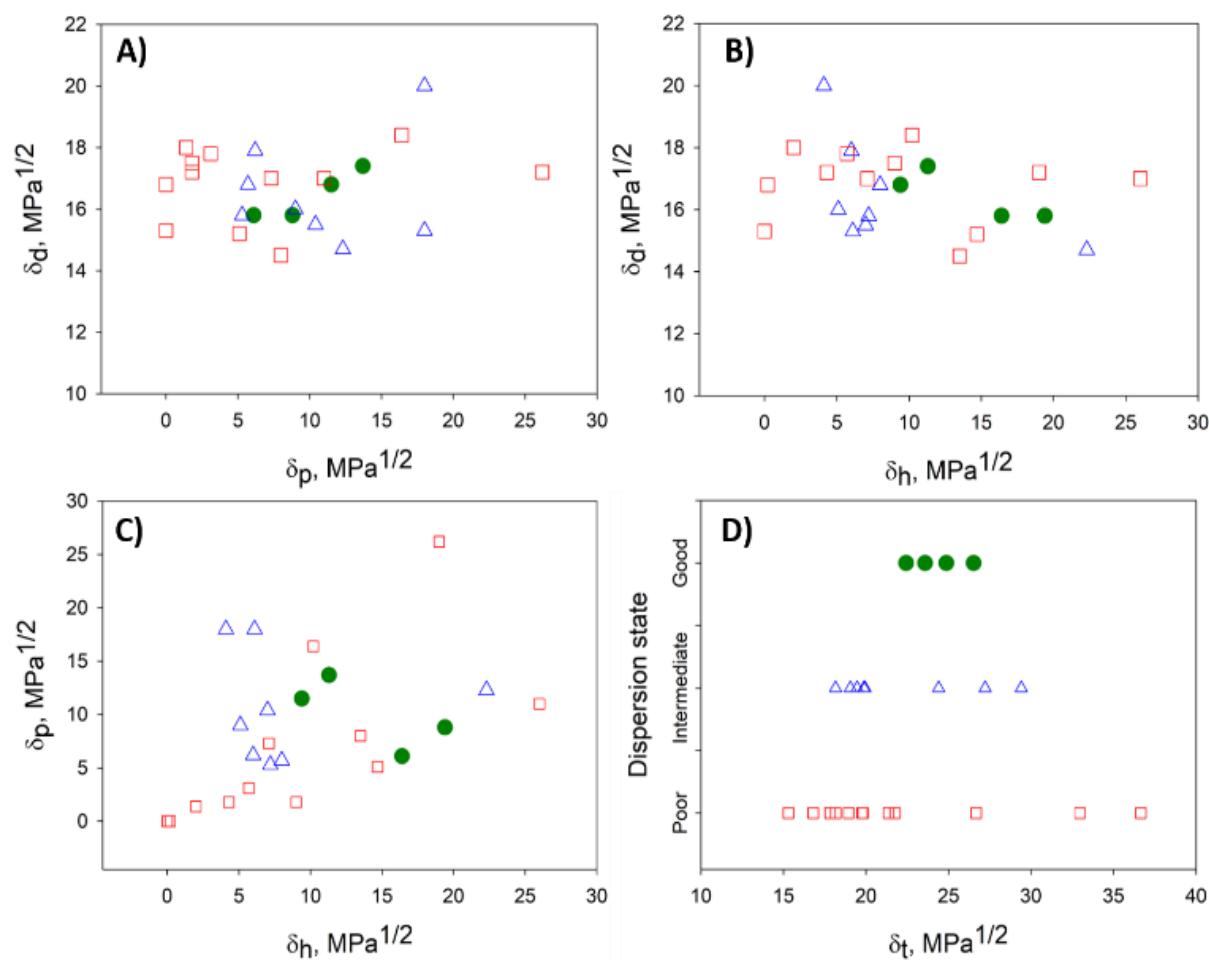 A)
22
20
18
16
14
12
10
δd, MPa1/2
0 5 10 15 20 25 30
δp, MPa1/2
B)
22
20
18
16
14
12
10
δd, MPa1/2
0 5 10 15 20 25 30
δh, MPa1/2
C)
30
25
20
15
10
5
0
δp, MPa1/2
0 5 10 15 20 25 30
δh, MPa1/2
D)
Dispersion state
Good
Intermediate
Poor
10 15 20 25 30 35 40
δt, MPa1/2